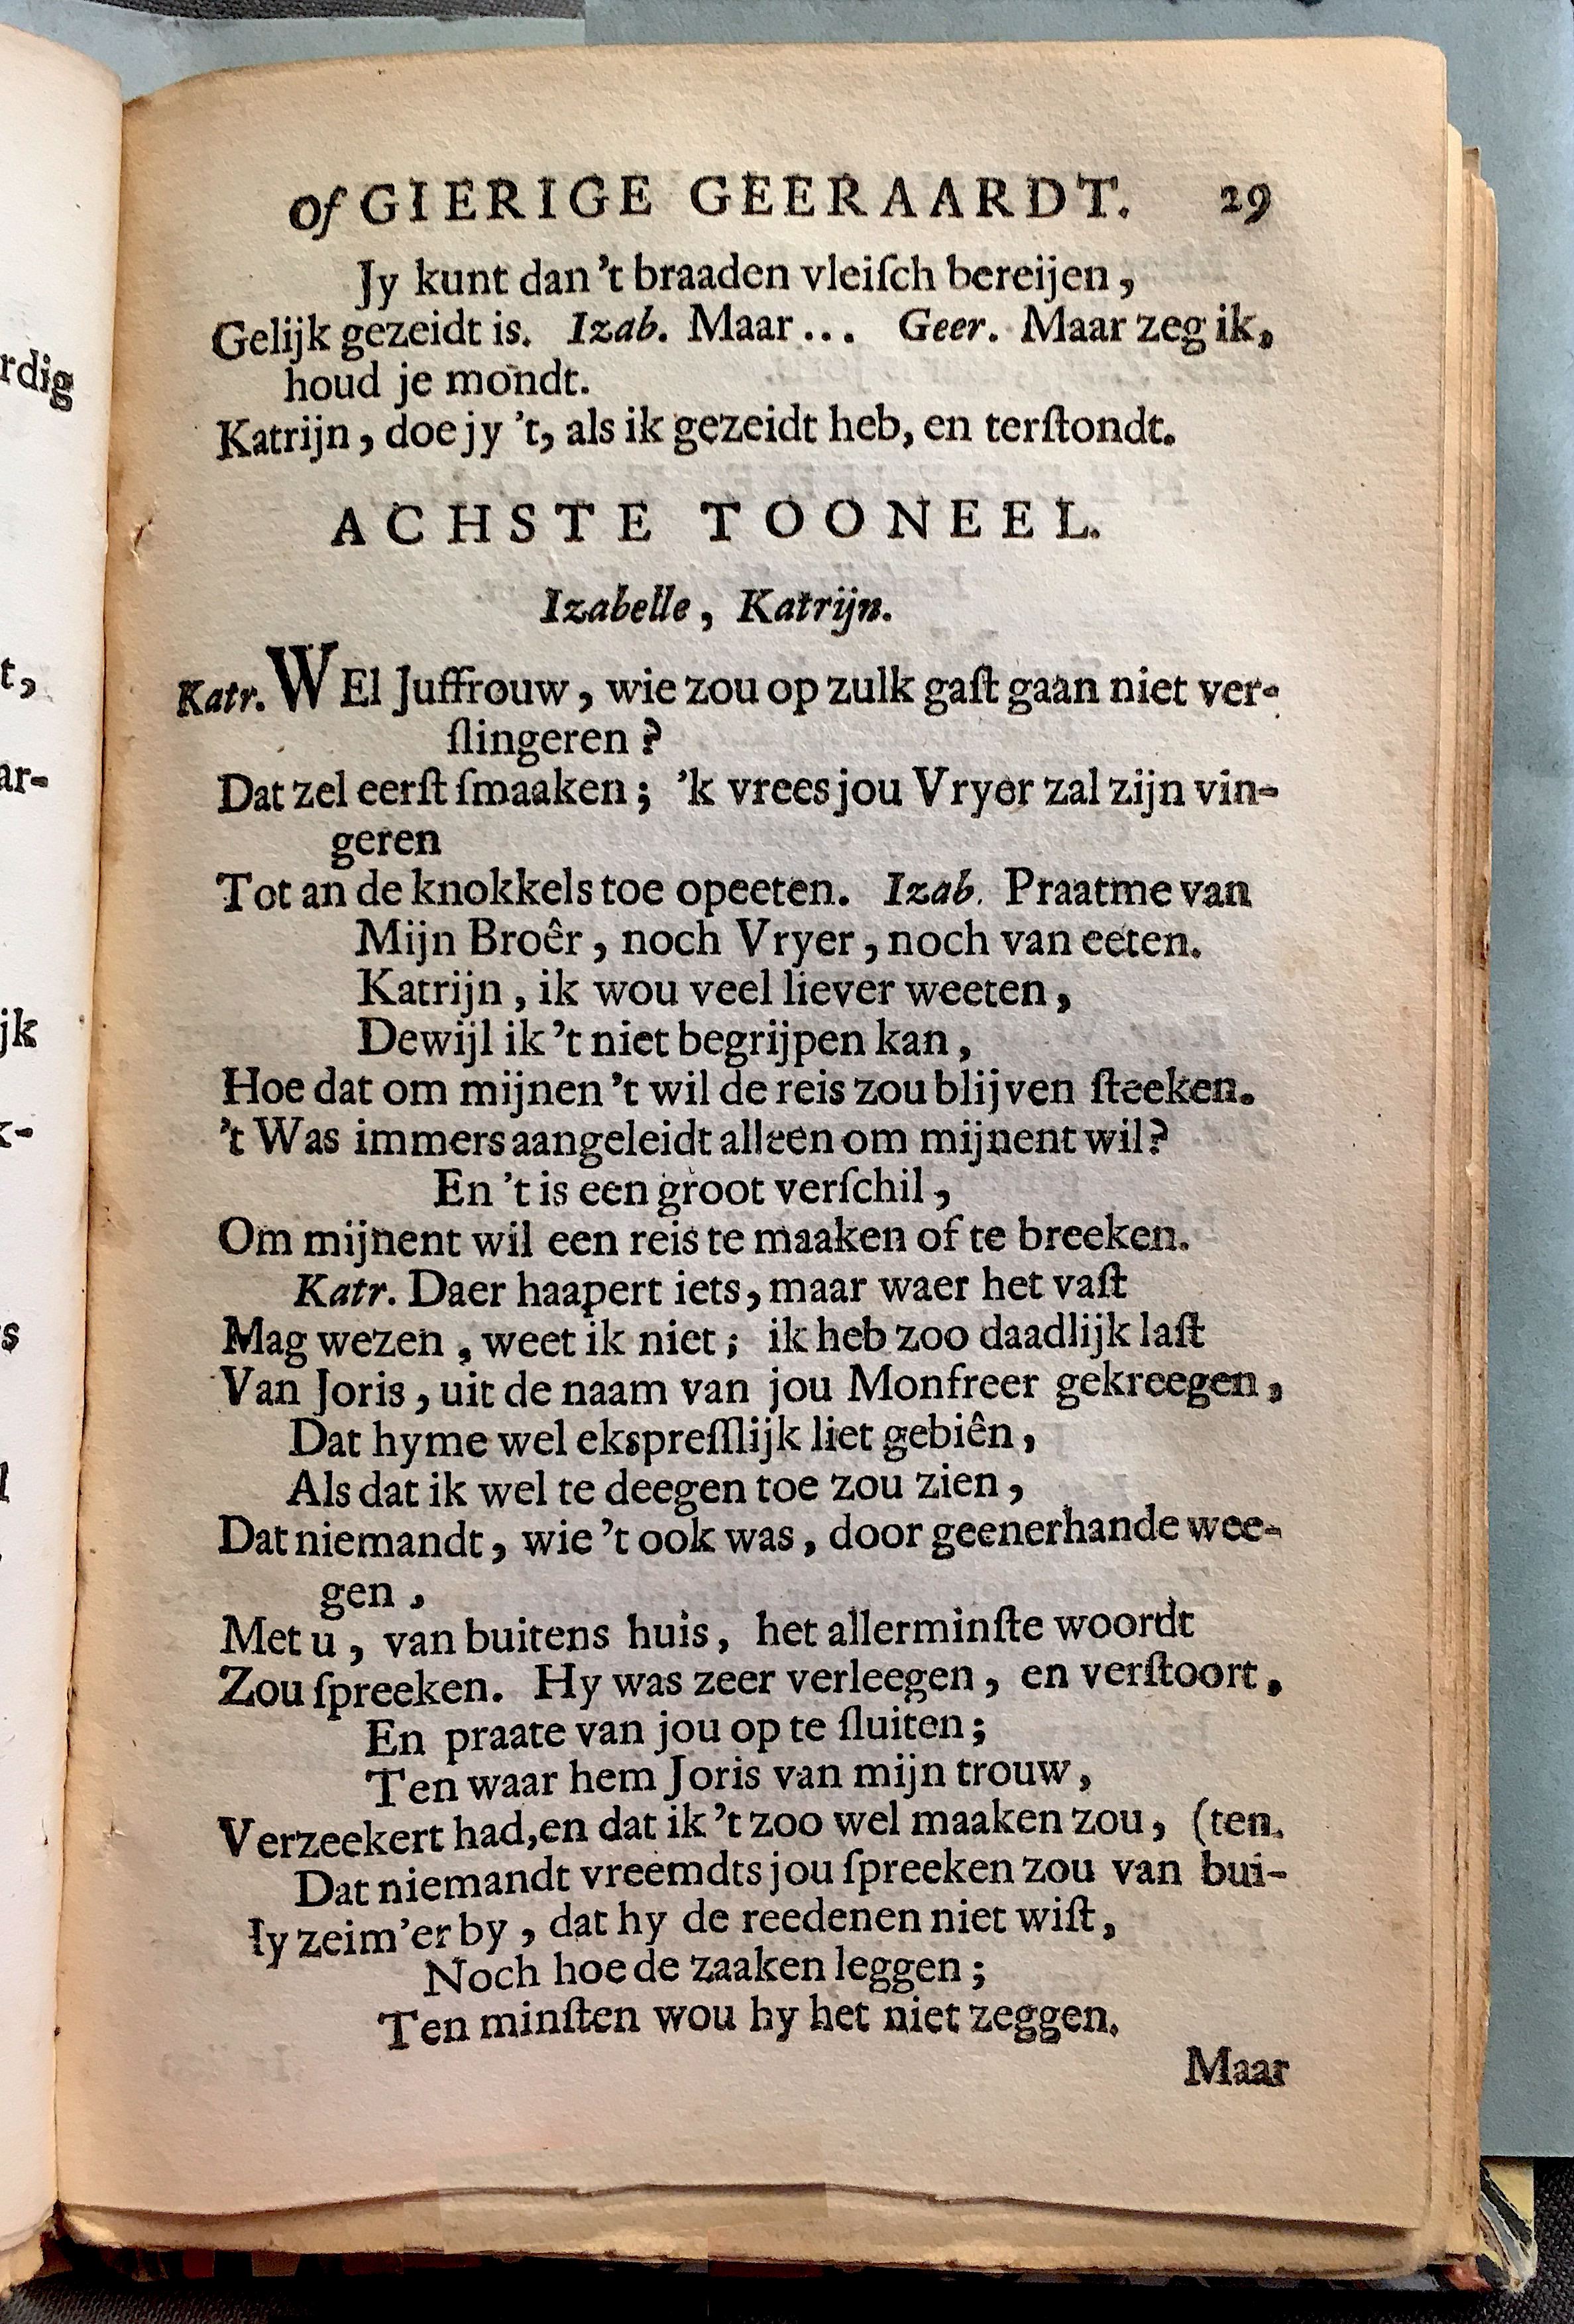 of GIERIGE GEERAARDT. 29
Jy kunt dan 't braaden vleiſch bereijen,
Gelijk gezeidt is. Izab. Maar... Geer. Maar zeg ik,
houd je mondt.
Katrijn, doe jy 't, als ik gezeidt heb, en terſtondt.
ACHSTE TOONEEL.
Izabelle, Katrijn.
Katr. WEl Juffrouw, wie zou op zulk gaſt gaan niet ver-
ſlingeren?
Dat zel eerſt ſmaaken; 'k vrees jou Vryer zal zijn vin-
geren
Tot an de knokkels toe opeeten. Izab. Praatme van
Mijn Broêr, noch Vryer, noch van eeten.
Katrijn, ik wou veel liever weeten,
Dewijl ik 't niet begrijpen kan,
Hoe dat om mijnen 't wil de reis zou blijven ſteeken.
't Was immers aangeleidt alleen om mijnent wil?
En 't is een groot verſchil,
Om mijnent wil een reis te maaken of te breeken.
Katr. Daer haapert iets, maar waer het vaſt
Mag wezen, weet ik niet; ik heb zoo daadlijk laſt
Van Joris, uit de naam van jou Monfreer gekreegen,
Dat hyme wel ekspreſſlijk liet gebiên,
Als dat ik wel te deegen toe zou zien,
Dat niemandt, wie 't ook was, door geenerhande wee-
gen,
Met u, van buitens huis, het allerminſte woordt
Zou ſpreeken. Hy was zeer verleegen, en verſtoort,
En praate van jou op te ſluiten;
Ten waar hem Joris van mijn trouw,
Verzeekert had, en dat ik 't zoo wel maaken zou, (ten.
Dat niemandt vreemdts jou ſpreeken zou van bui-
Hy zeim'er by, dat hy de reedenen niet wiſt,
Noch hoe de zaaken leggen;
Ten minſten wou hy het niet zeggen.
Maar
rdig
t,
ar-
jk
k-
s
l